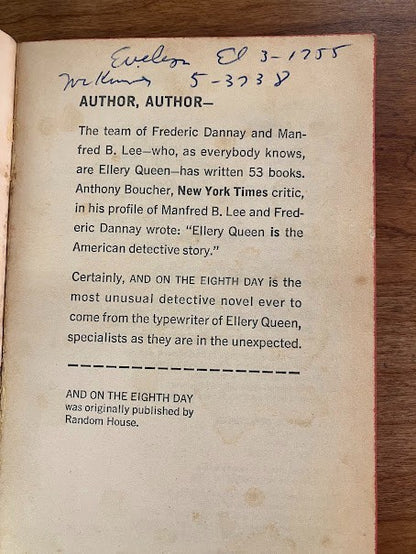 Evelyn El 3-1755
5-3738
AUTHOR, AUTHOR—
The team of Frederic Dannay and Man-
fred B. Lee—who, as everybody knows,
are Ellery Queen—has written 53 books.
Anthony Boucher, New York Times critic,
in his profile of Manfred B. Lee and Fred-
eric Dannay wrote: “Ellery Queen is the
American detective story.”
Certainly, AND ON THE EIGHTH DAY is the
most unusual detective novel ever to
come from the typewriter of Ellery Queen,
specialists as they are in the unexpected.
AND ON THE EIGHTH DAY
was originally published by
Random House.